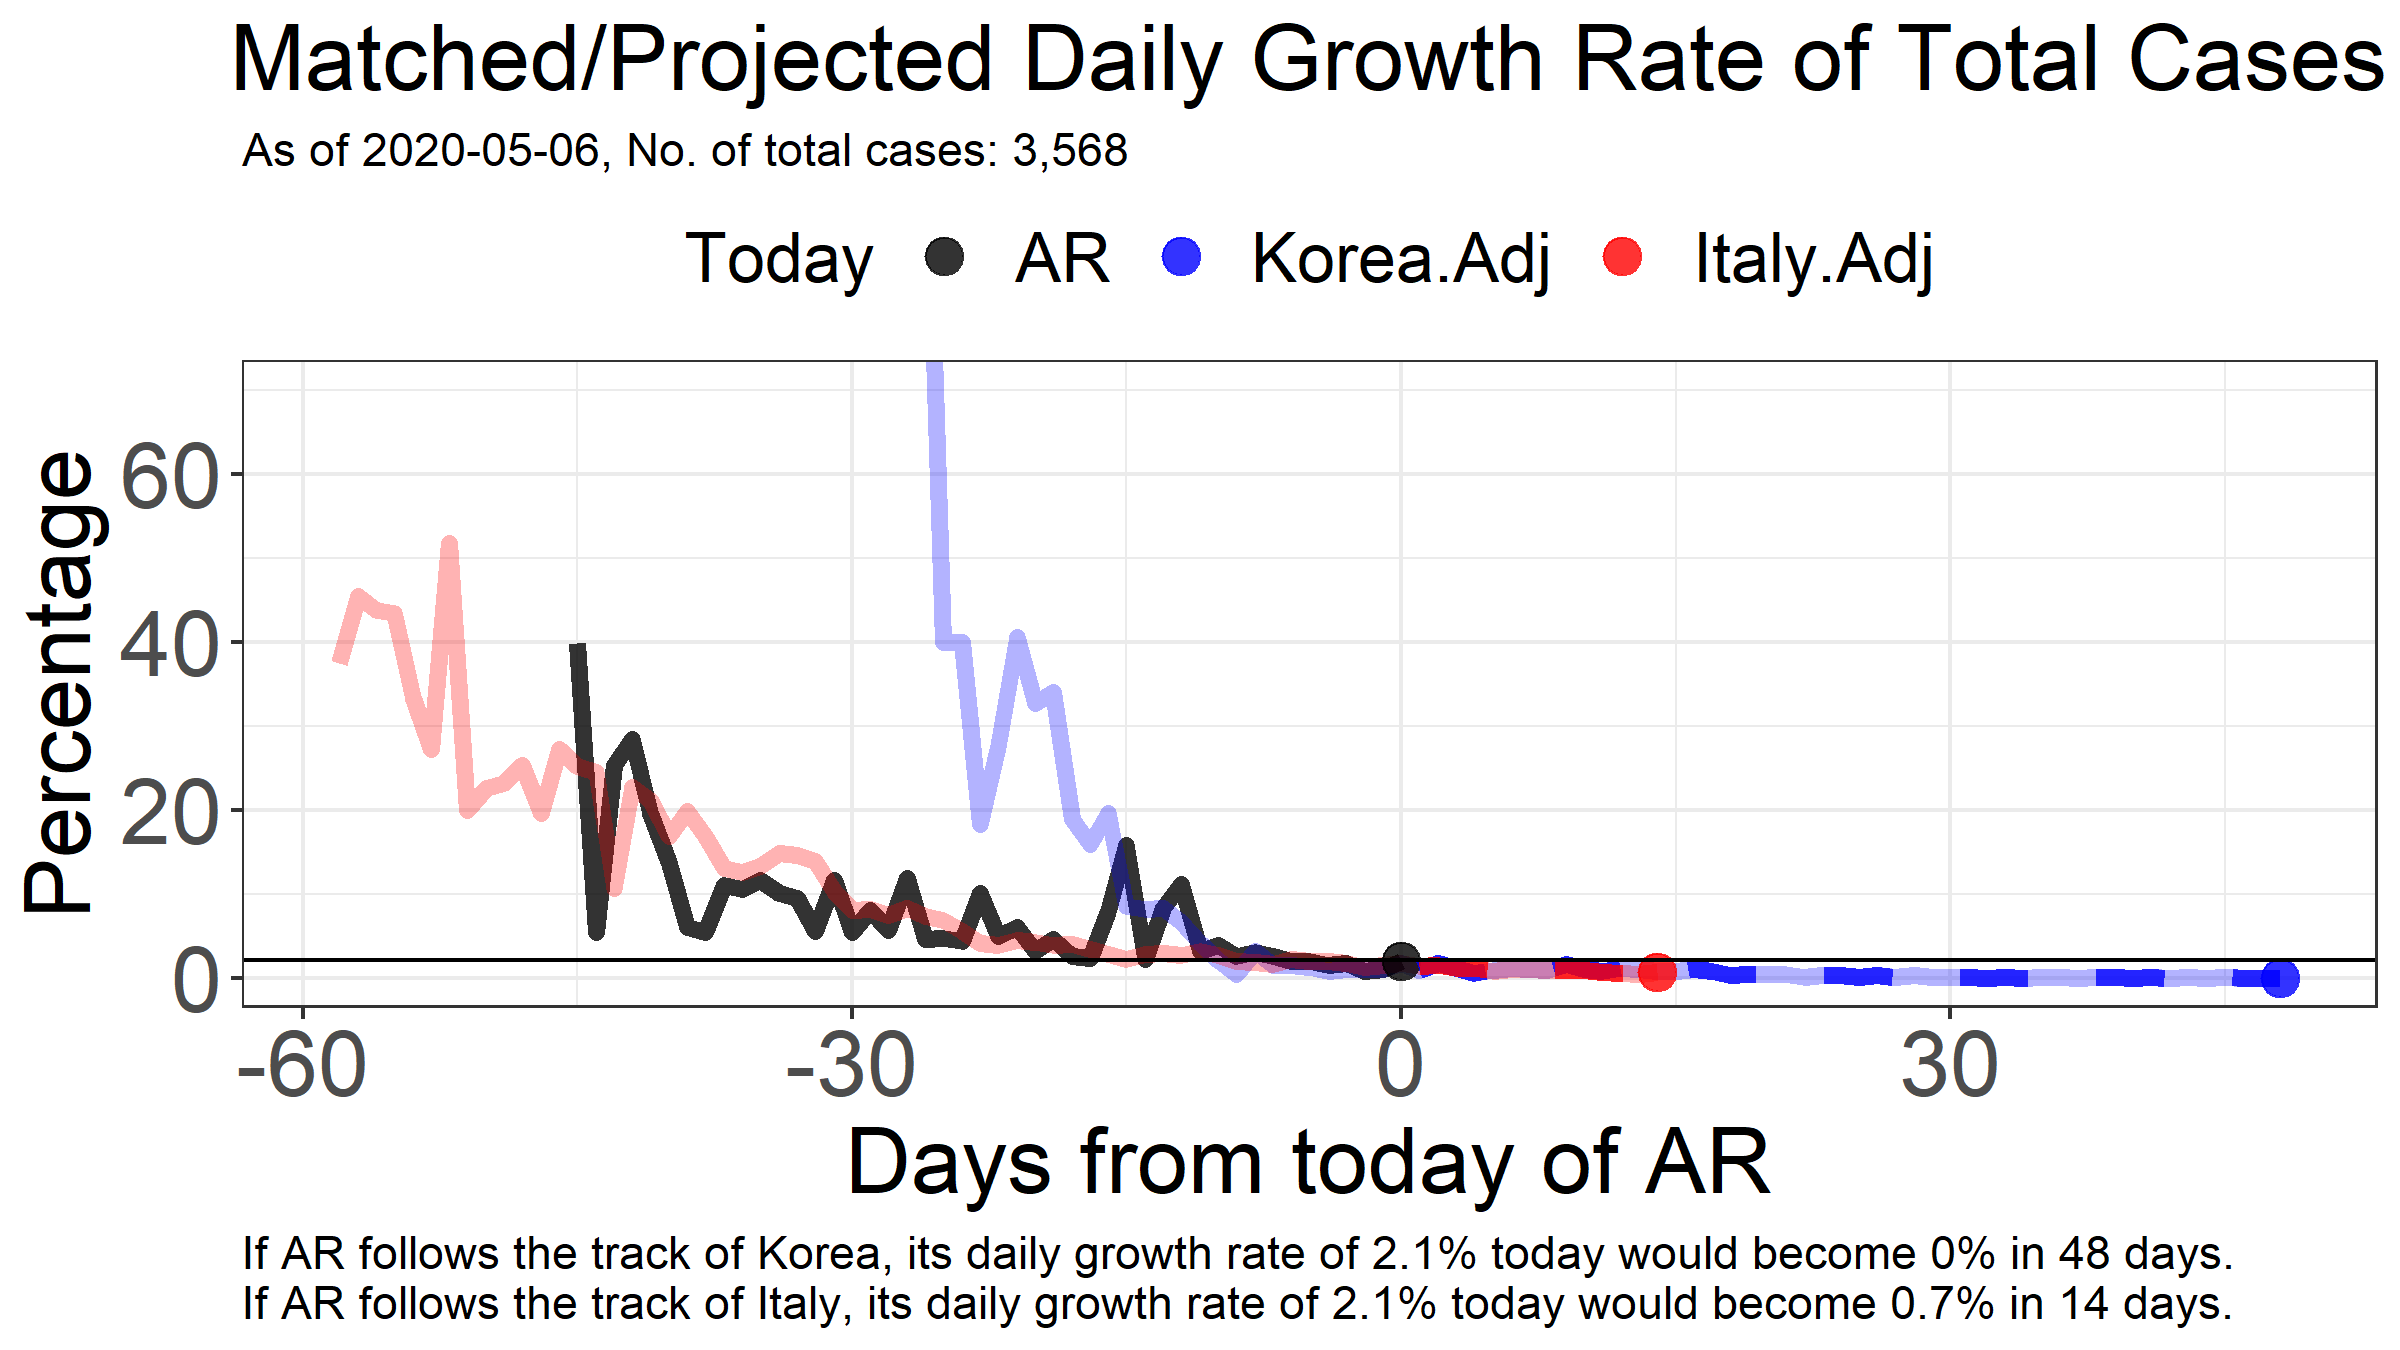 Matched/Projected Daily Growth Rate of Total Cases
As of 2020-05-06, No. of total cases: 3,568
Today AR Korea.Adj Italy.Adj
Percentage
60
40
20
0
-60 -30 0 30
Days from today of AR
If AR follows the track of Korea, its daily growth rate of 2.1% today would become 0% in 48 days.
If AR follows the track of Italy, its daily growth rate of 2.1% today would become 0.7% in 14 days.